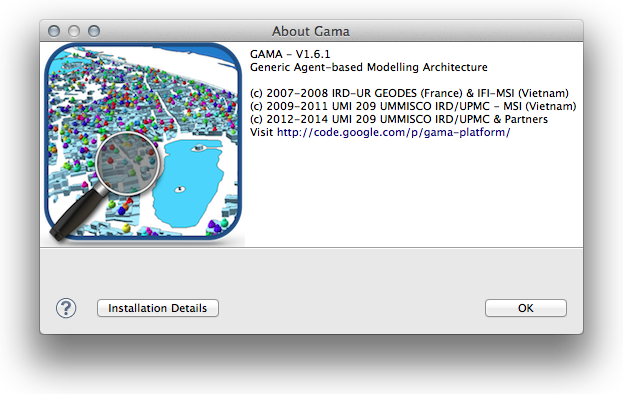 About Gama
GAMA - V1.6.1
Generic Agent-based Modelling Architecture
(c) 2007-2008 IRD-UR GEODES (France) & IFI-MSI (Vietnam)
(c) 2009-2011 UMI 209 UMMISCO IRD/UPMC - MSI (Vietnam)
(c) 2012-2014 UMI 209 UMMISCO IRD/UPMC & Partners
Visit http://code.google.com/p/gama-platform/
?
Installation Details
OK